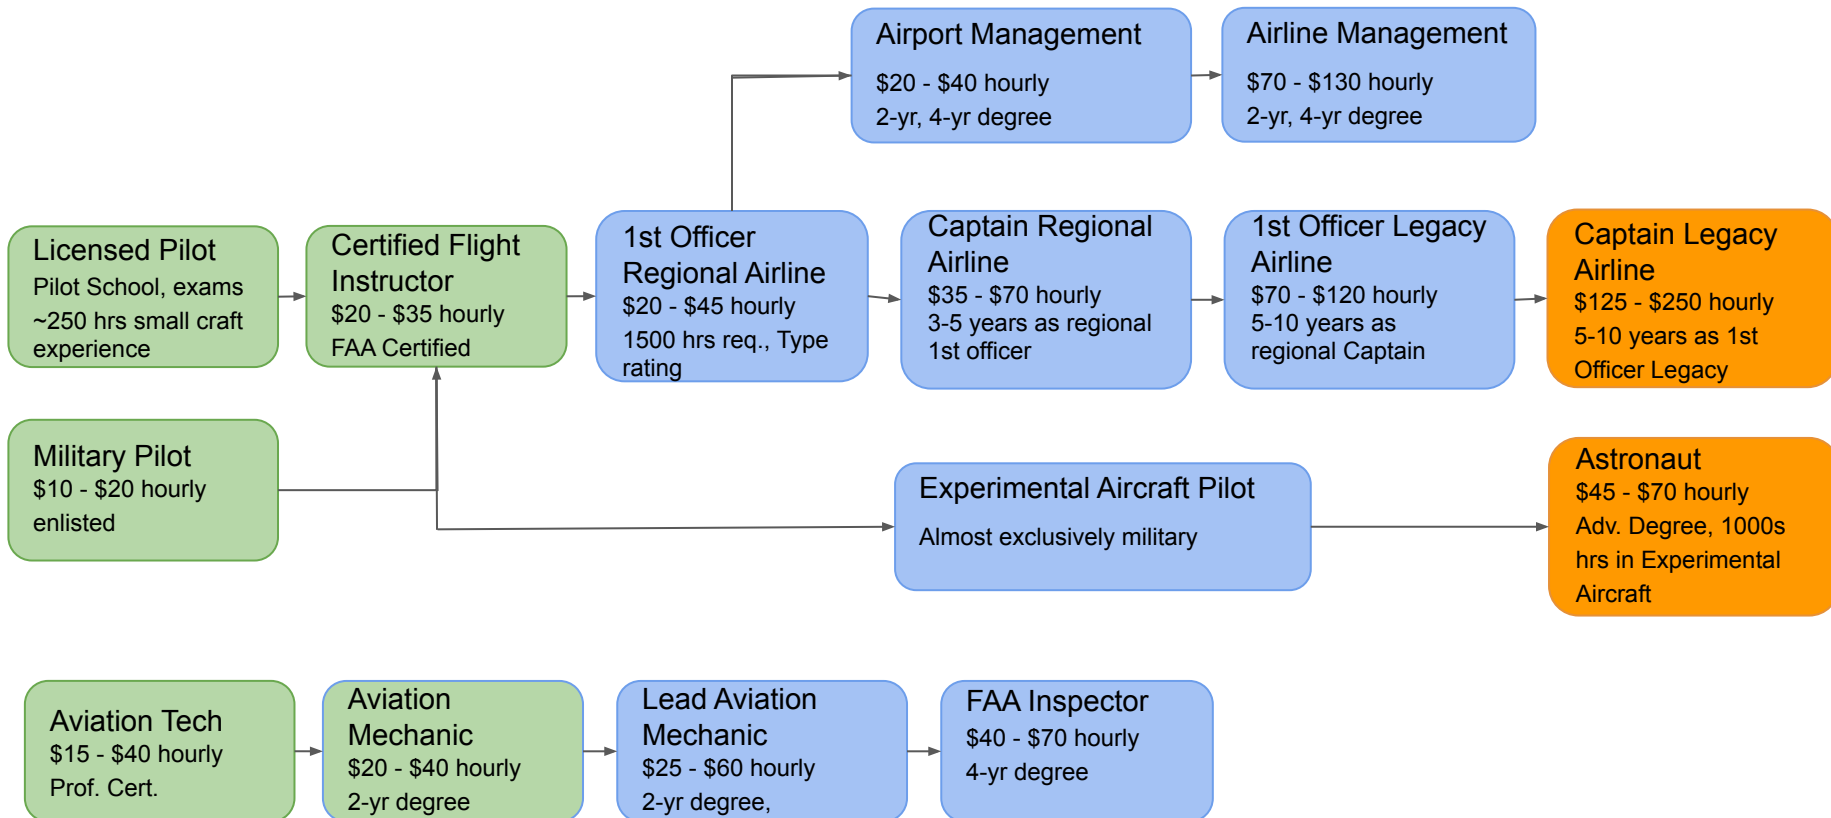 Airport Management
$20 - $40 hourly
2-yr, 4-yr degree
Airline Management
$70 - $130 hourly
2-yr, 4-yr degree
Licensed Pilot
Pilot School, exams
~250 hrs small craft
experience
Certified Flight
Instructor
$20 - $35 hourly
FAA Certified
1st Officer
Regional Airline
$20 - $45 hourly
1500 hrs req., Type
rating
Captain Regional
Airline
$35 - $70 hourly
3-5 years as regional
1st officer
1st Officer Legacy
Airline
$70 - $120 hourly
5-10 years as
regional Captain
Captain Legacy
Airline
$125 - $250 hourly
5-10 years as 1st
Officer Legacy
Military Pilot
$10 - $20 hourly
enlisted
Experimental Aircraft Pilot
Almost exclusively military
Astronaut
$45 - $70 hourly
Adv. Degree, 1000s
hrs in Experimental
Aircraft
Aviation Tech
$15 - $40 hourly
Prof. Cert.
Aviation
Mechanic
$20 - $40 hourly
2-yr degree
Lead Aviation
Mechanic
$25 - $60 hourly
2-yr degree,
FAA Inspector
$40 - $70 hourly
4-yr degree